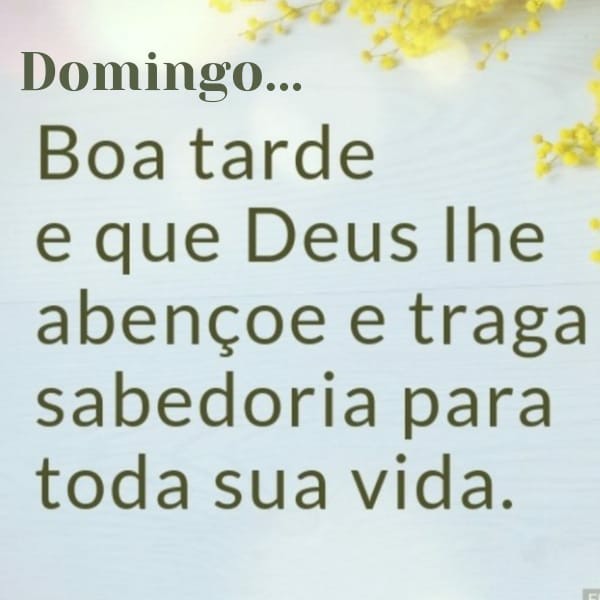 Domingo...
Boa tarde
e que Deus lhe
abençoe e traga
sabedoria para
toda sua vida.